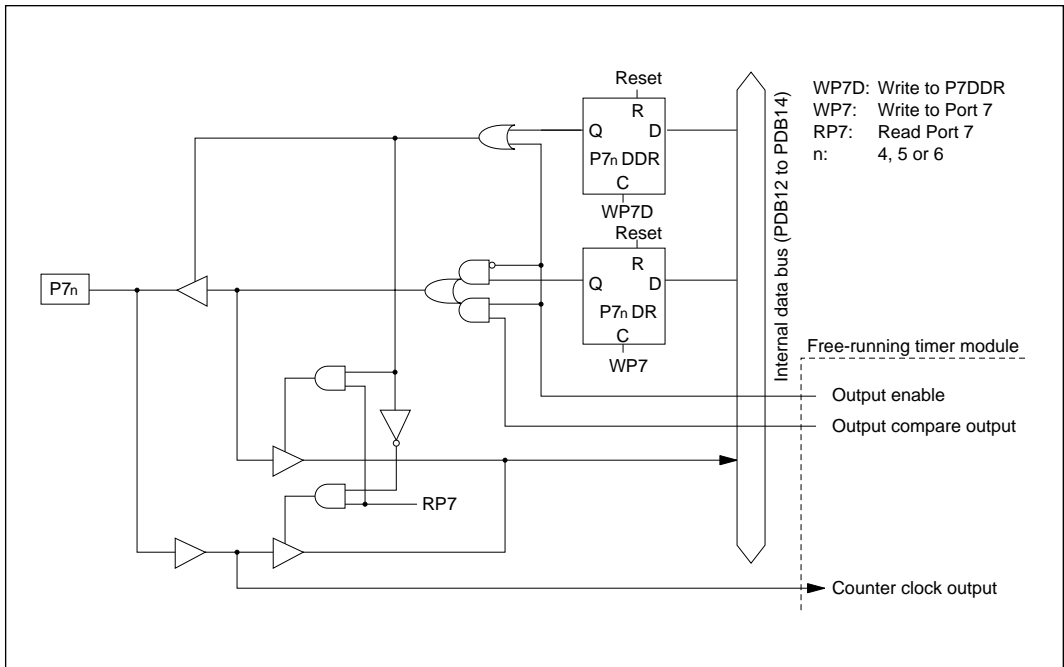 Reset
R
Q D
P7n DDR
C
WP7D
Reset
R
Q D
P7n DR
C
WP7
P7n
RP7
Internal data bus (PDB12 to PDB14)
WP7D: Write to P7DDR
WP7: Write to Port 7
RP7: Read Port 7
n: 4, 5 or 6
Free-running timer module
Output enable
Output compare output
Counter clock output